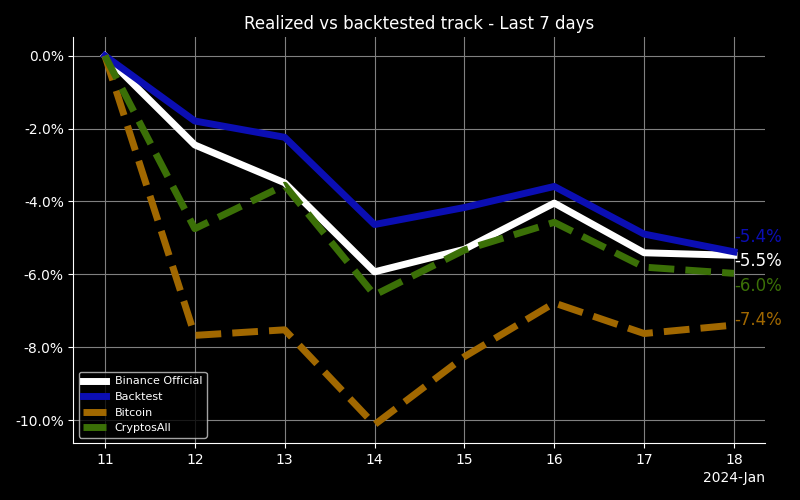 Realized vs backtested track - Last 7 days
0.0%
-2.0%
-4.0%
-6.0%
-8.0%
-10.0%
-5.4%
-5.5%
-6.0%
-7.4%
Binance Official
Backtest
Bitcoin
CryptosAll
11 12 13 14 15 16 17 18
2024-Jan